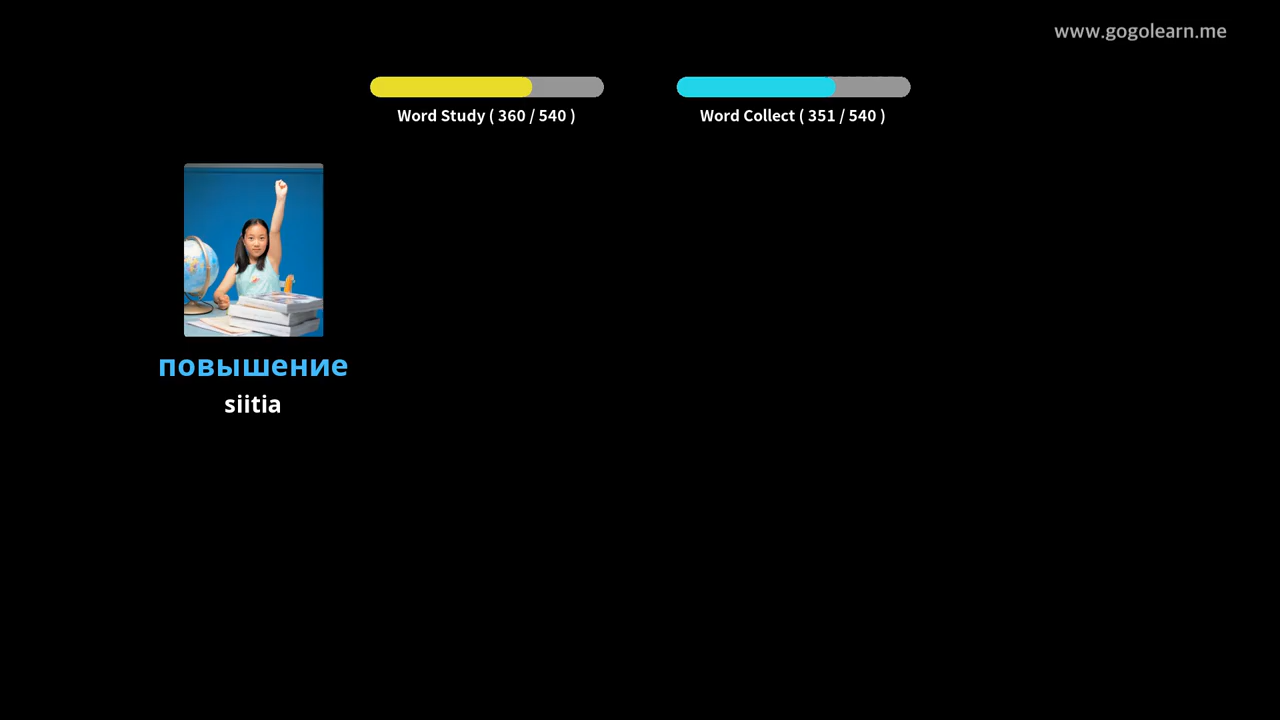 www.gogolearn.me
Word Study ( 360 / 540 )
Word Collect ( 351 / 540 )
повышение
siitia